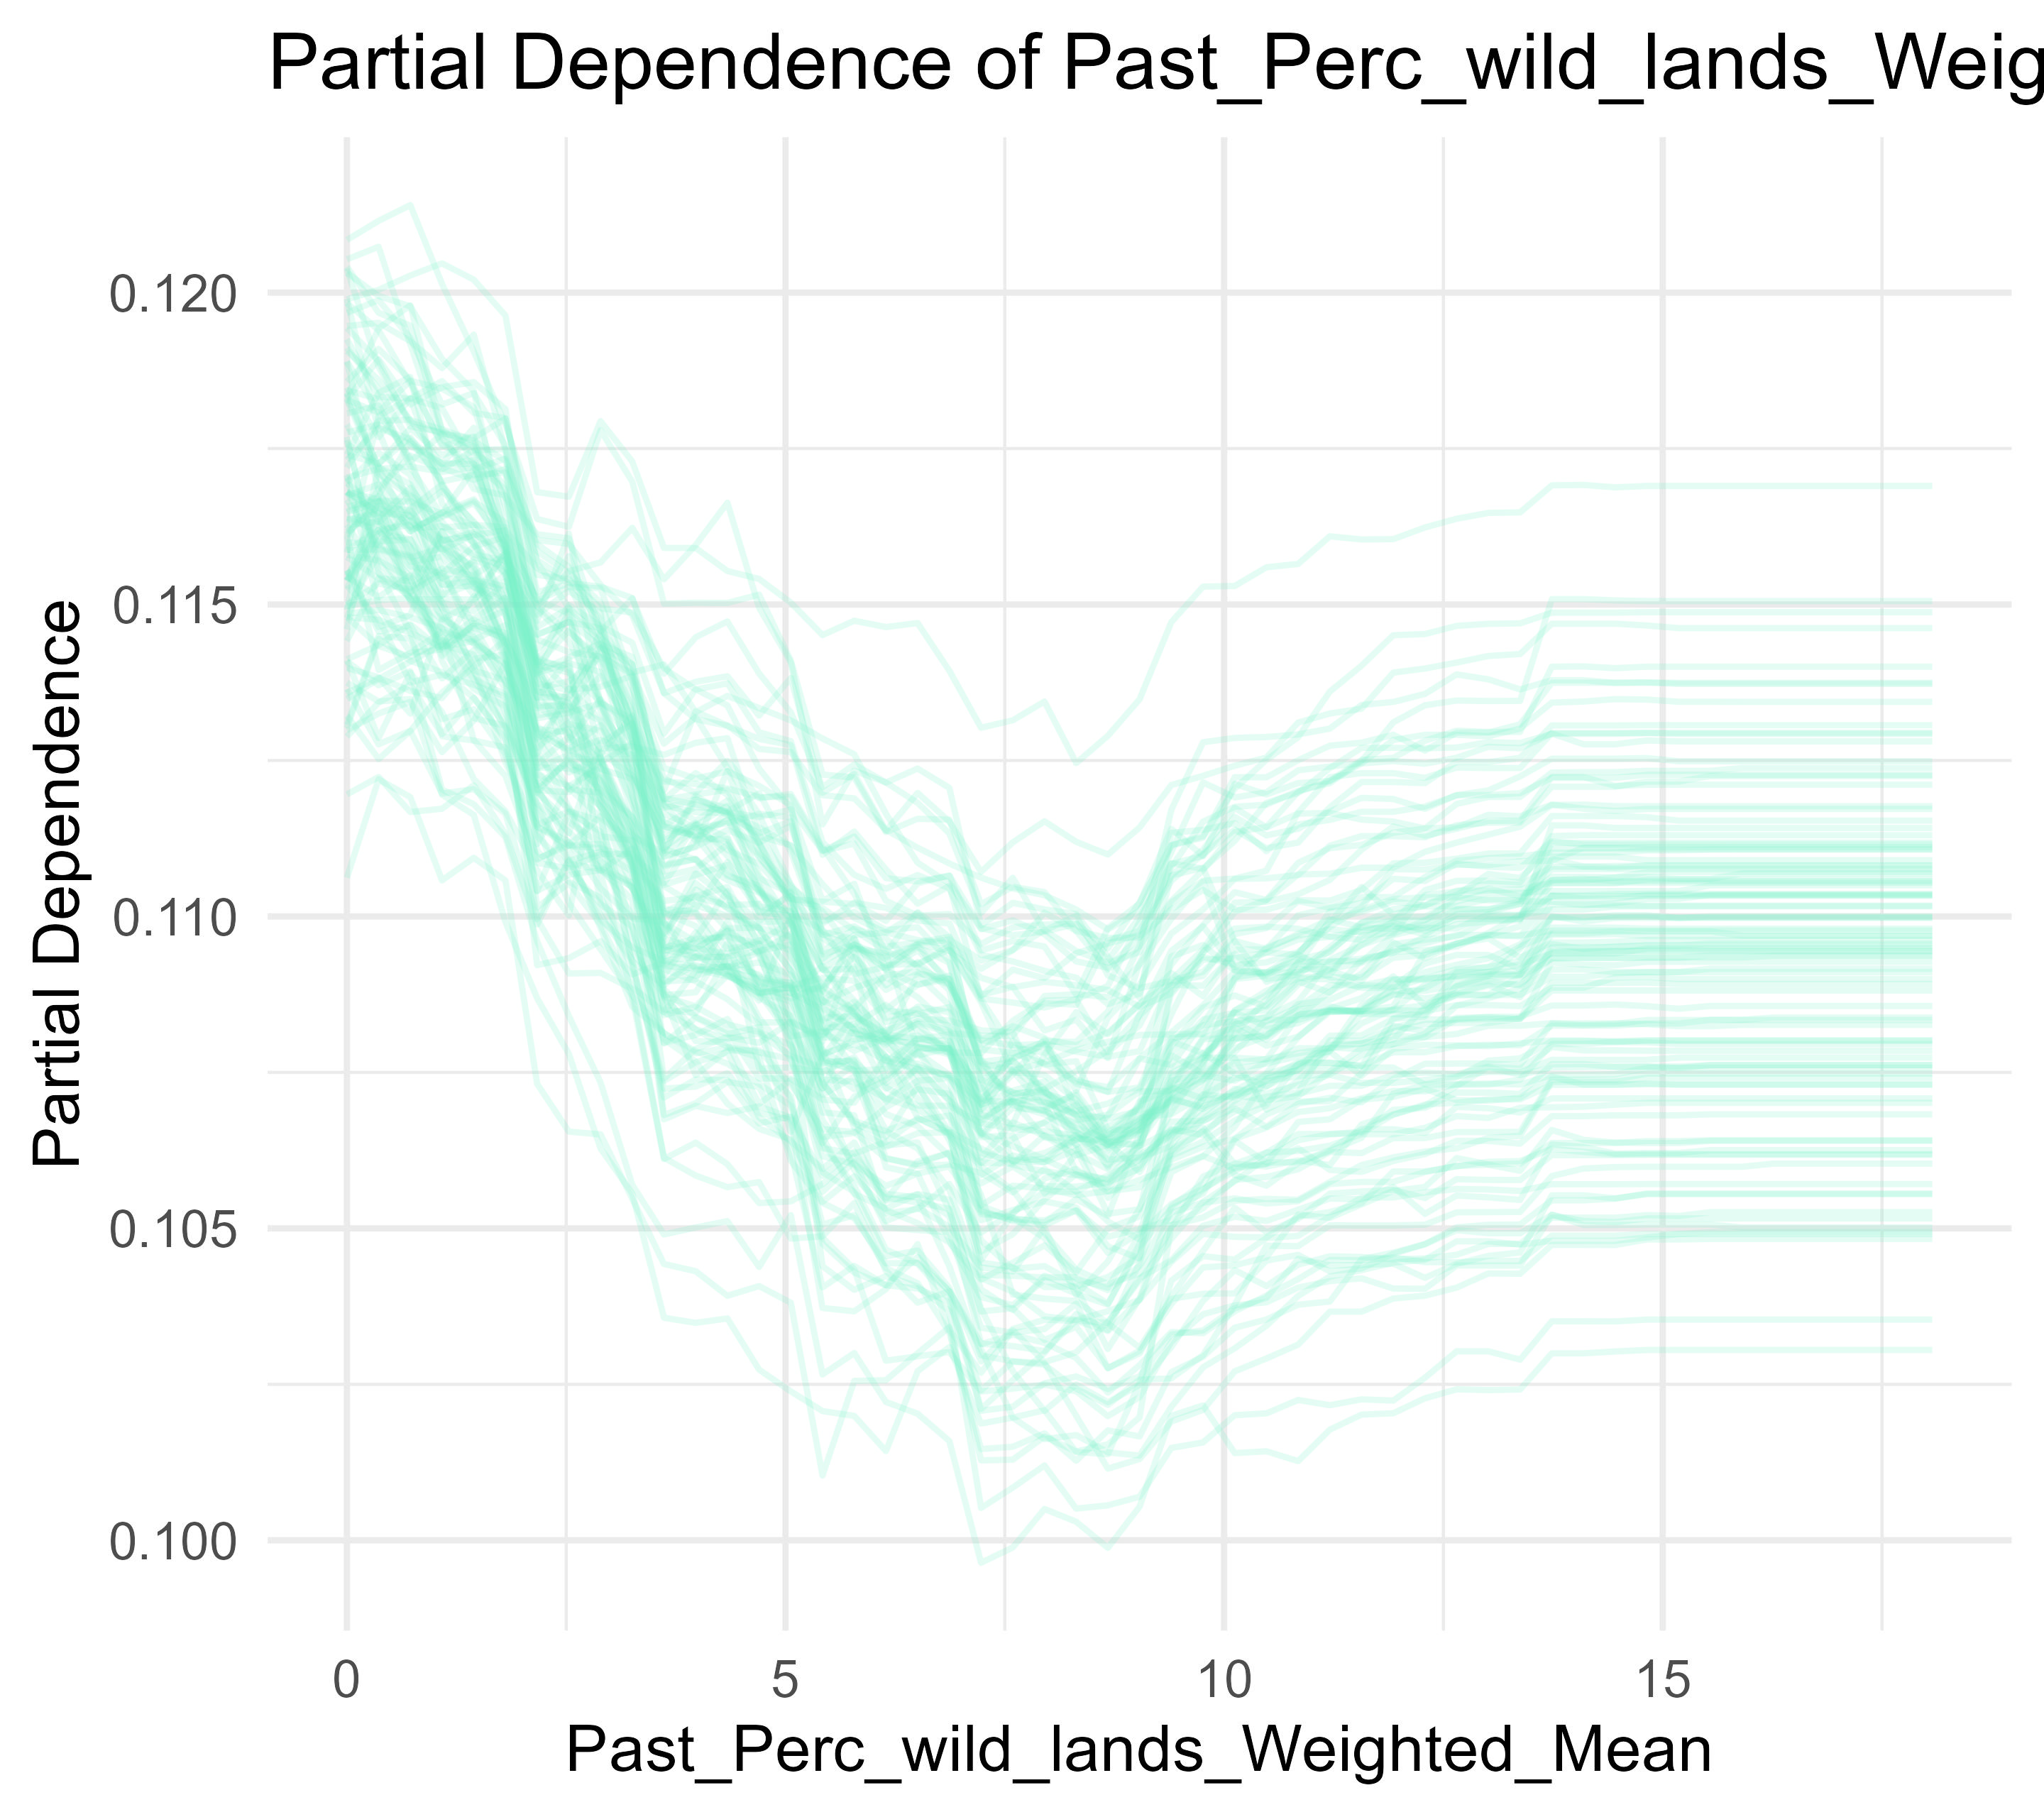 Partial Dependence of Past_Perc_wild_lands_Weig
0.120
0.115
0.110
0.105
0.100
Partial Dependence
0 5 10 15
Past_Perc_wild_lands_Weighted_Mean